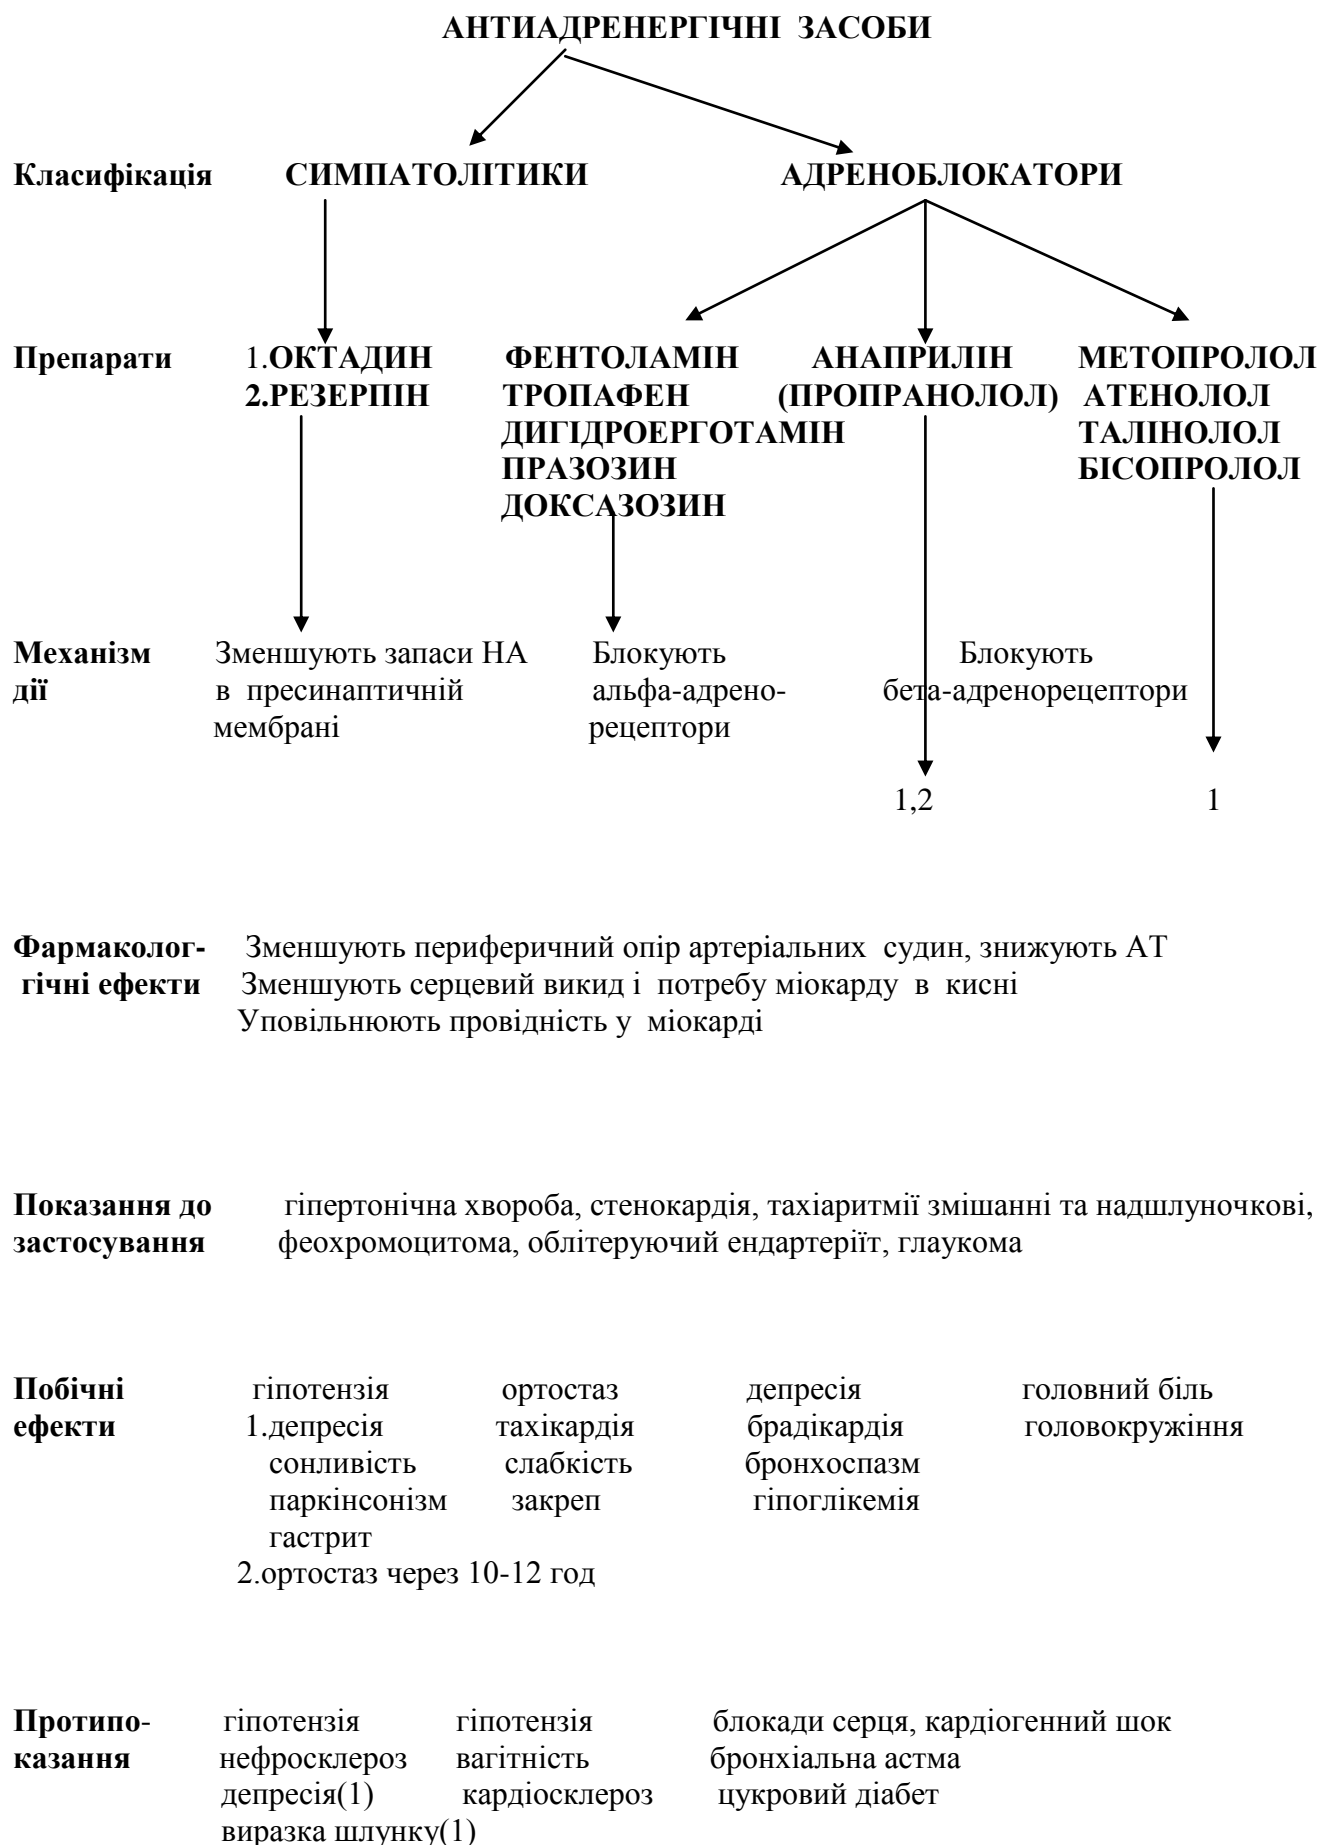 АНТИАДРЕНЕРГІЧНІ ЗАСОБИ
Класифікація СИМПАТОЛІТИКИ АДРЕНОБЛОКАТОРИ
Препарати 1.ОКТАДИН ФЕНТОЛАМІН АНАПРИЛІН МЕТОПРОЛОЛ
2.РЕЗЕРПІН ТРОПАФЕН (ПРОПРАНОЛОЛ) АТЕНОЛОЛ
ДИГІДРОЕРГОТАМІН ТАЛІНОЛОЛ
ПРАЗОЗИН БІСОПРОЛОЛ
ДОКСАЗОЗИН
Механізм Зменшують запаси НА Блокують Блокують
дії в пресинаптичній альфа-адрено- бета-адренорецептори
мембрані рецептори
1,2 1
Фармаколог- Зменшують периферичний опір артеріальних судин, знижують АТ
гічні ефекти Зменшують серцевий викид і потребу міокарду в кисні
Уповільнюють провідність у міокарді
Показання до гіпертонічна хвороба, стенокардія, тахіаритмії змішанні та надшлуночкові,
застосування феохромоцитома, облітеруючий ендартеріїт, глаукома
Побічні гіпотензія ортостаз депресія головний біль
ефекти 1.депресія тахікардія брадікардія головокружіння
сонливість слабкість бронхоспазм
паркінсонізм закреп гіпоглікемія
гастрит
2.ортостаз через 10-12 год
Протипо- гіпотензія гіпотензія блокади серця, кардіогенний шок
казання нефросклероз вагітність бронхіальна астма
депресія(1) кардіосклероз цукровий діабет
виразка шлунку(1)